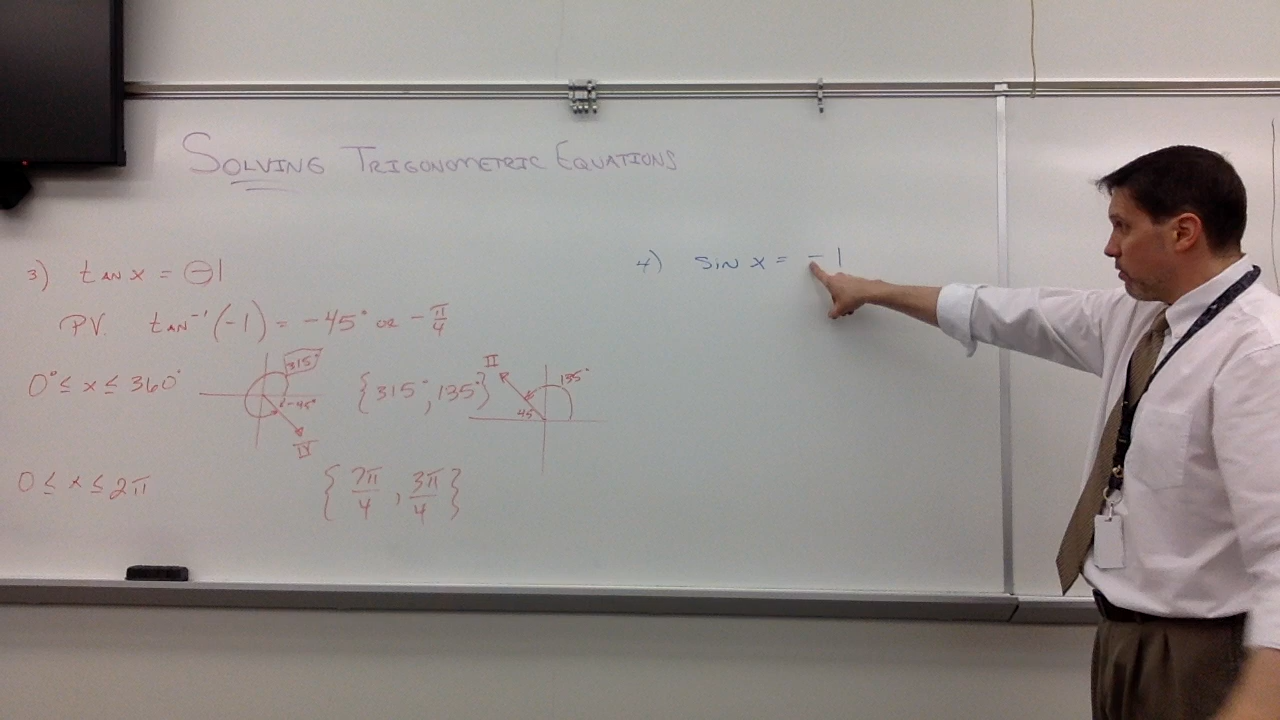 SOLVING TRIGONOMETRIC EQUATIONS
3) tan x = -1
P.V. tan⁻¹(-1) = -45° or -π/4
0° ≤ x ≤ 360°
315°
-45°
IV
{315°, 135°}
II
135°
45
0 ≤ x ≤ 2π
{7π/4, 3π/4}
4) sin x = -1